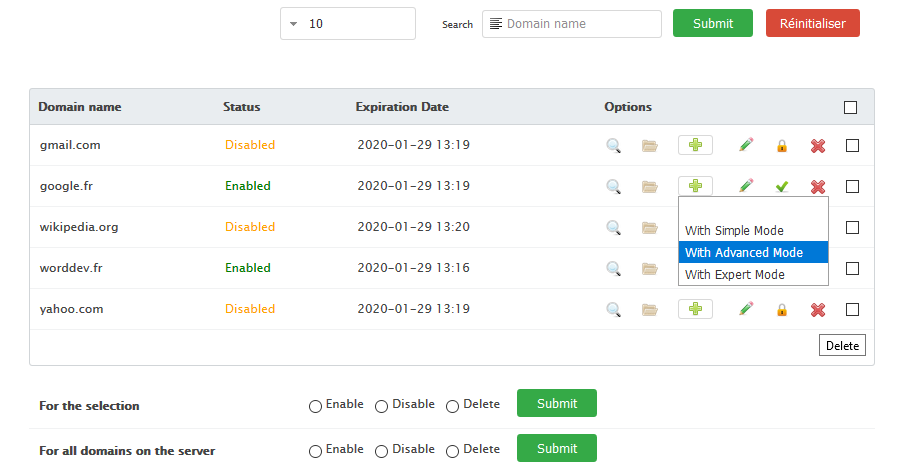 10 Search Domain name Submit Réinitialiser
Domain name Status Expiration Date Options
gmail.com Disabled 2020-01-29 13:19
google.fr Enabled 2020-01-29 13:19
wikipedia.org Disabled 2020-01-29 13:20
With Simple Mode
With Advanced Mode
worddev.fr Enabled 2020-01-29 13:16
With Expert Mode
yahoo.com Disabled 2020-01-29 13:19
Delete
For the selection Enable Disable Delete Submit
For all domains on the server Enable Disable Delete Submit